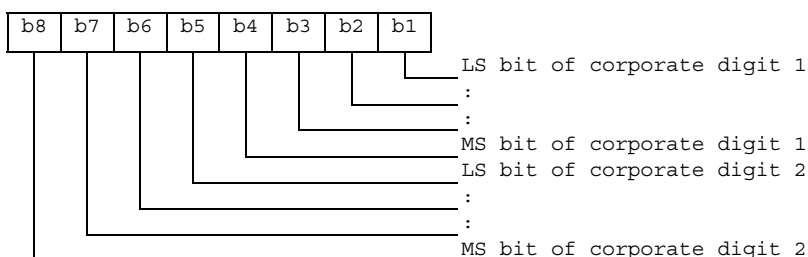 b8 b7 b6 b5 b4 b3 b2 b1
LS bit of corporate digit 1
:
:
MS bit of corporate digit 1
LS bit of corporate digit 2
:
:
MS bit of corporate digit 2